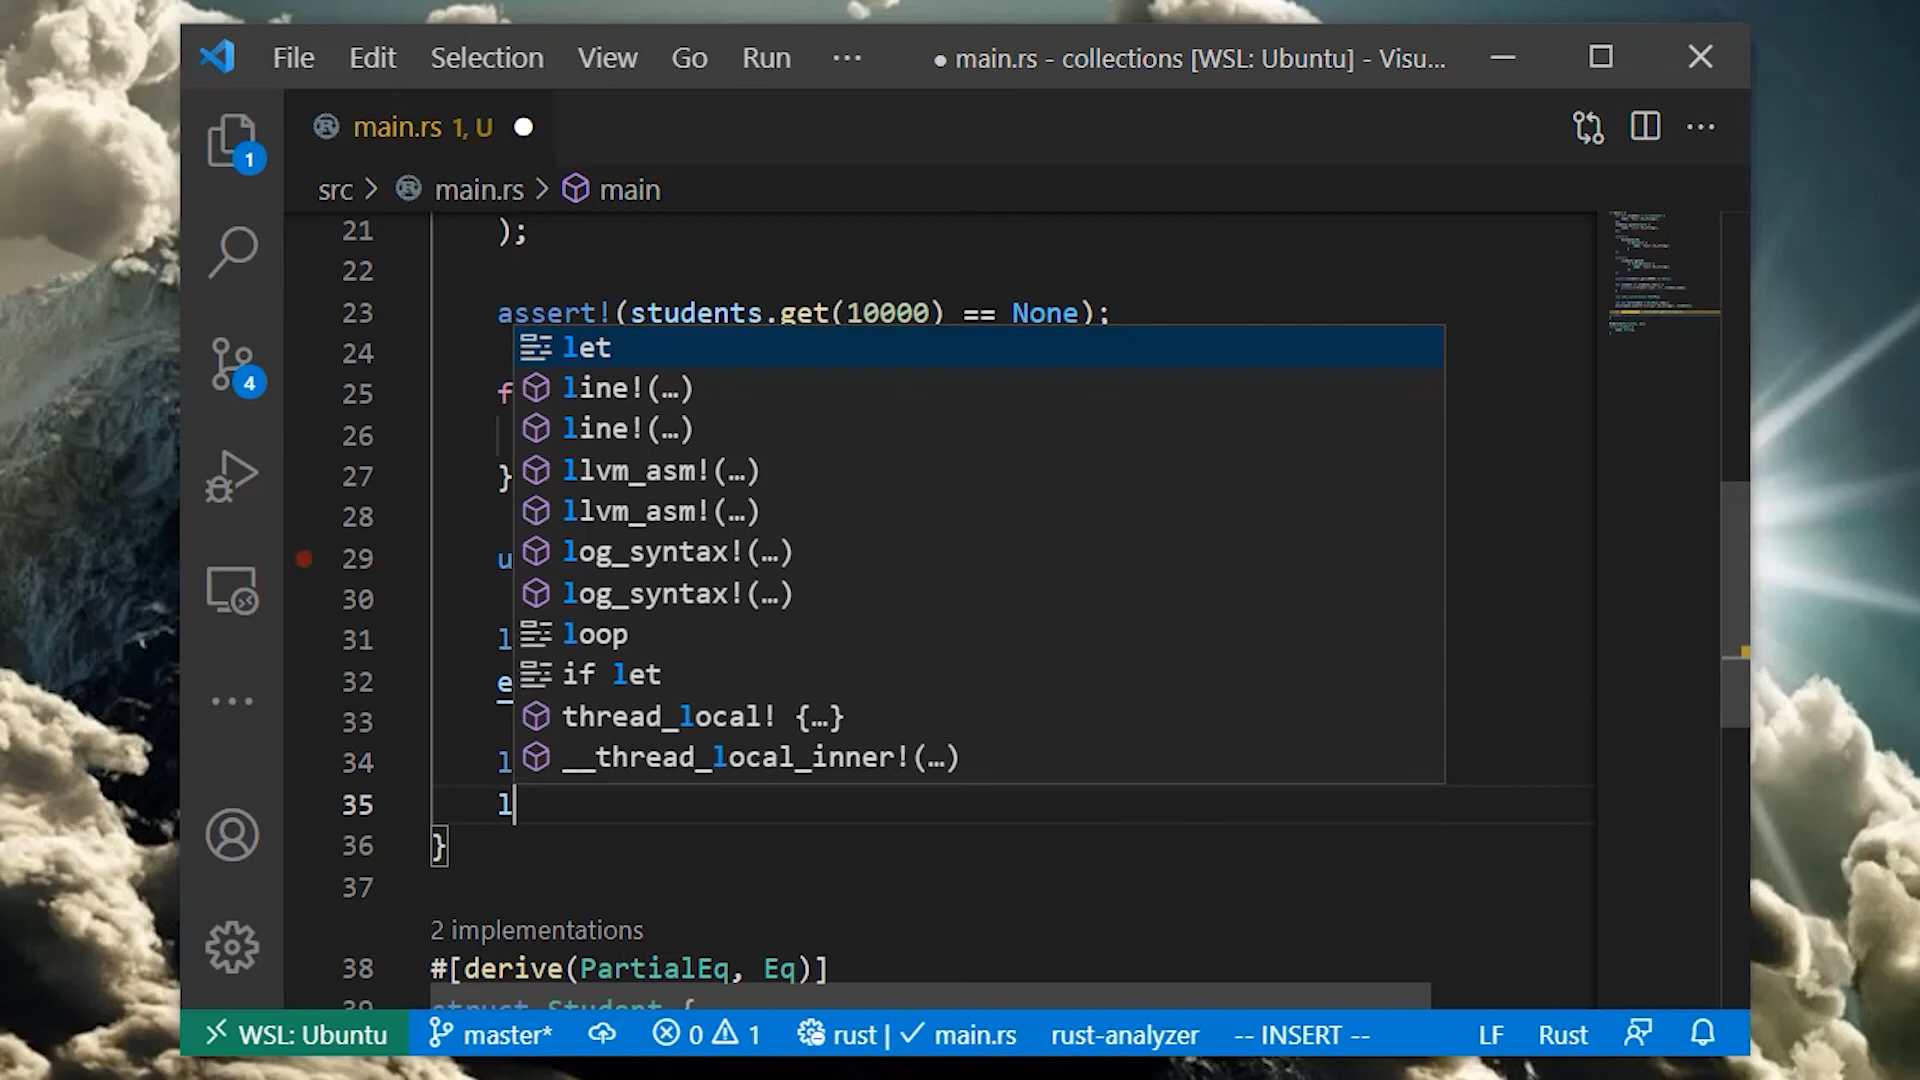 File Edit Selection View Go Run ··· ● main.rs - collections [WSL: Ubuntu] - Visu...
main.rs 1, U
src > main.rs > main
1
4
21 );
22
23 assert!(students.get(10000) == None);
24 let
25 f line!(…)
26 line!(…)
27 } llvm_asm!(…)
28 llvm_asm!(…)
29 u log_syntax!(…)
30 log_syntax!(…)
31 l loop
32 e if let
33 thread_local! {…}
34 l __thread_local_inner!(…)
35 l
36 }
37
2 implementations
38 #[derive(PartialEq, Eq)]
39 struct Student {
WSL: Ubuntu master* 0 1 rust | ✓ main.rs rust-analyzer -- INSERT -- LF Rust